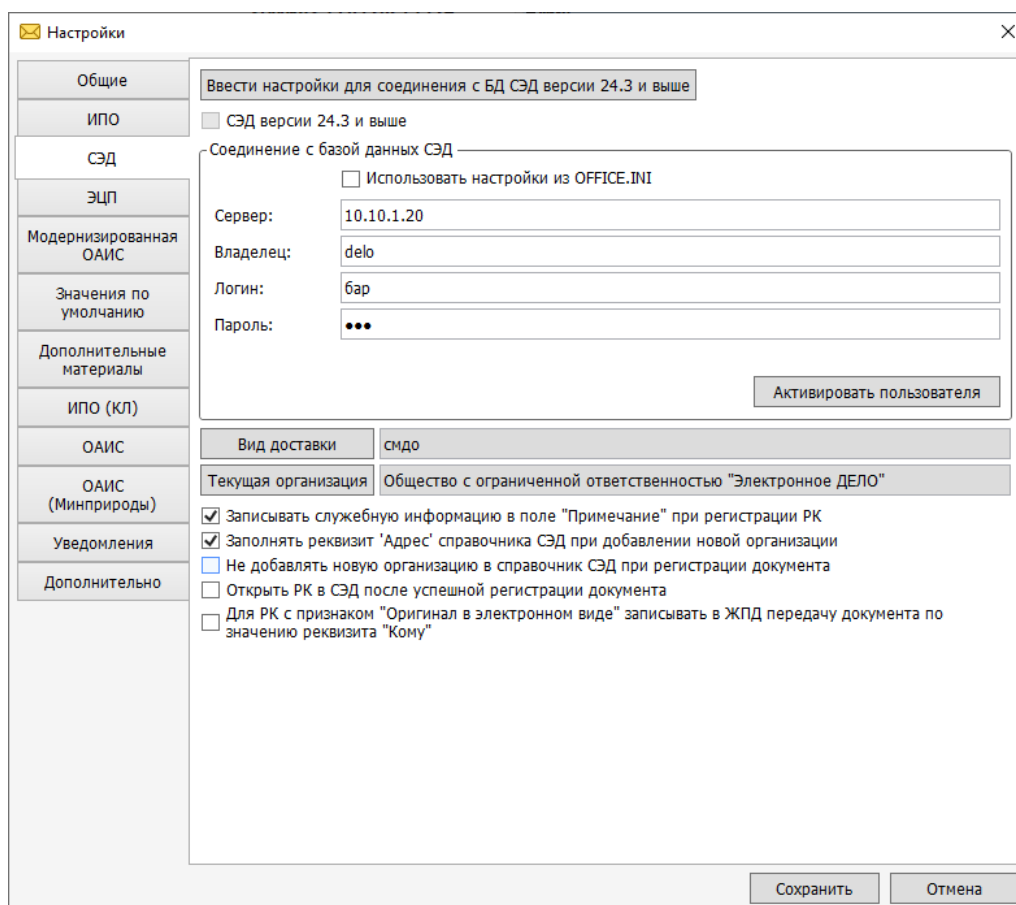 Настройки
Общие
ИПО
СЭД
ЭЦП
Модернизированная
ОАИС
Значения по
умолчанию
Дополнительные
материалы
ИПО (КЛ)
ОАИС
ОАИС
(Минприроды)
Уведомления
Дополнительно
Ввести настройки для соединения с БД СЭД версии 24.3 и выше
СЭД версии 24.3 и выше
Соединение с базой данных СЭД
Использовать настройки из OFFICE.INI
Сервер: 10.10.1.20
Владелец: delo
Логин: бар
Пароль: •••
Активировать пользователя
Вид доставки смдо
Текущая организация Общество с ограниченной ответственностью "Электронное ДЕЛО"
Записывать служебную информацию в поле "Примечание" при регистрации РК
Заполнять реквизит 'Адрес' справочника СЭД при добавлении новой организации
Не добавлять новую организацию в справочник СЭД при регистрации документа
Открыть РК в СЭД после успешной регистрации документа
Для РК с признаком "Оригинал в электронном виде" записывать в ЖПД передачу документа по
значению реквизита "Кому"
Сохранить Отмена